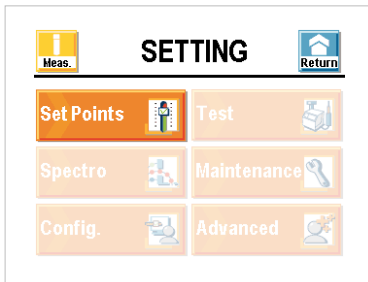 Meas.
SETTING
Return
Set Points
Test
Spectro
Maintenance
Config.
Advanced